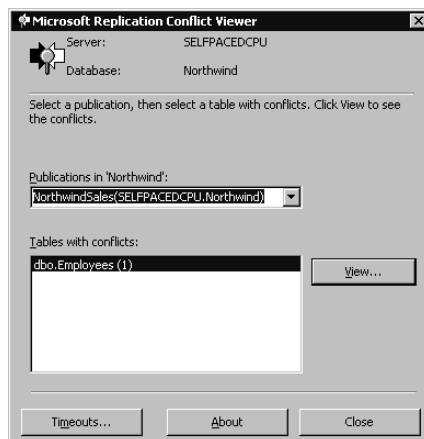 Microsoft Replication Conflict Viewer
Server: SELFPACEDCPU
Database: Northwind
Select a publication, then select a table with conflicts. Click View to see
the conflicts.
Publications in 'Northwind':
NorthwindSales(SELFPACEDCPU.Northwind)
Tables with conflicts:
dbo.Employees (1)
View...
Timeouts...
About
Close